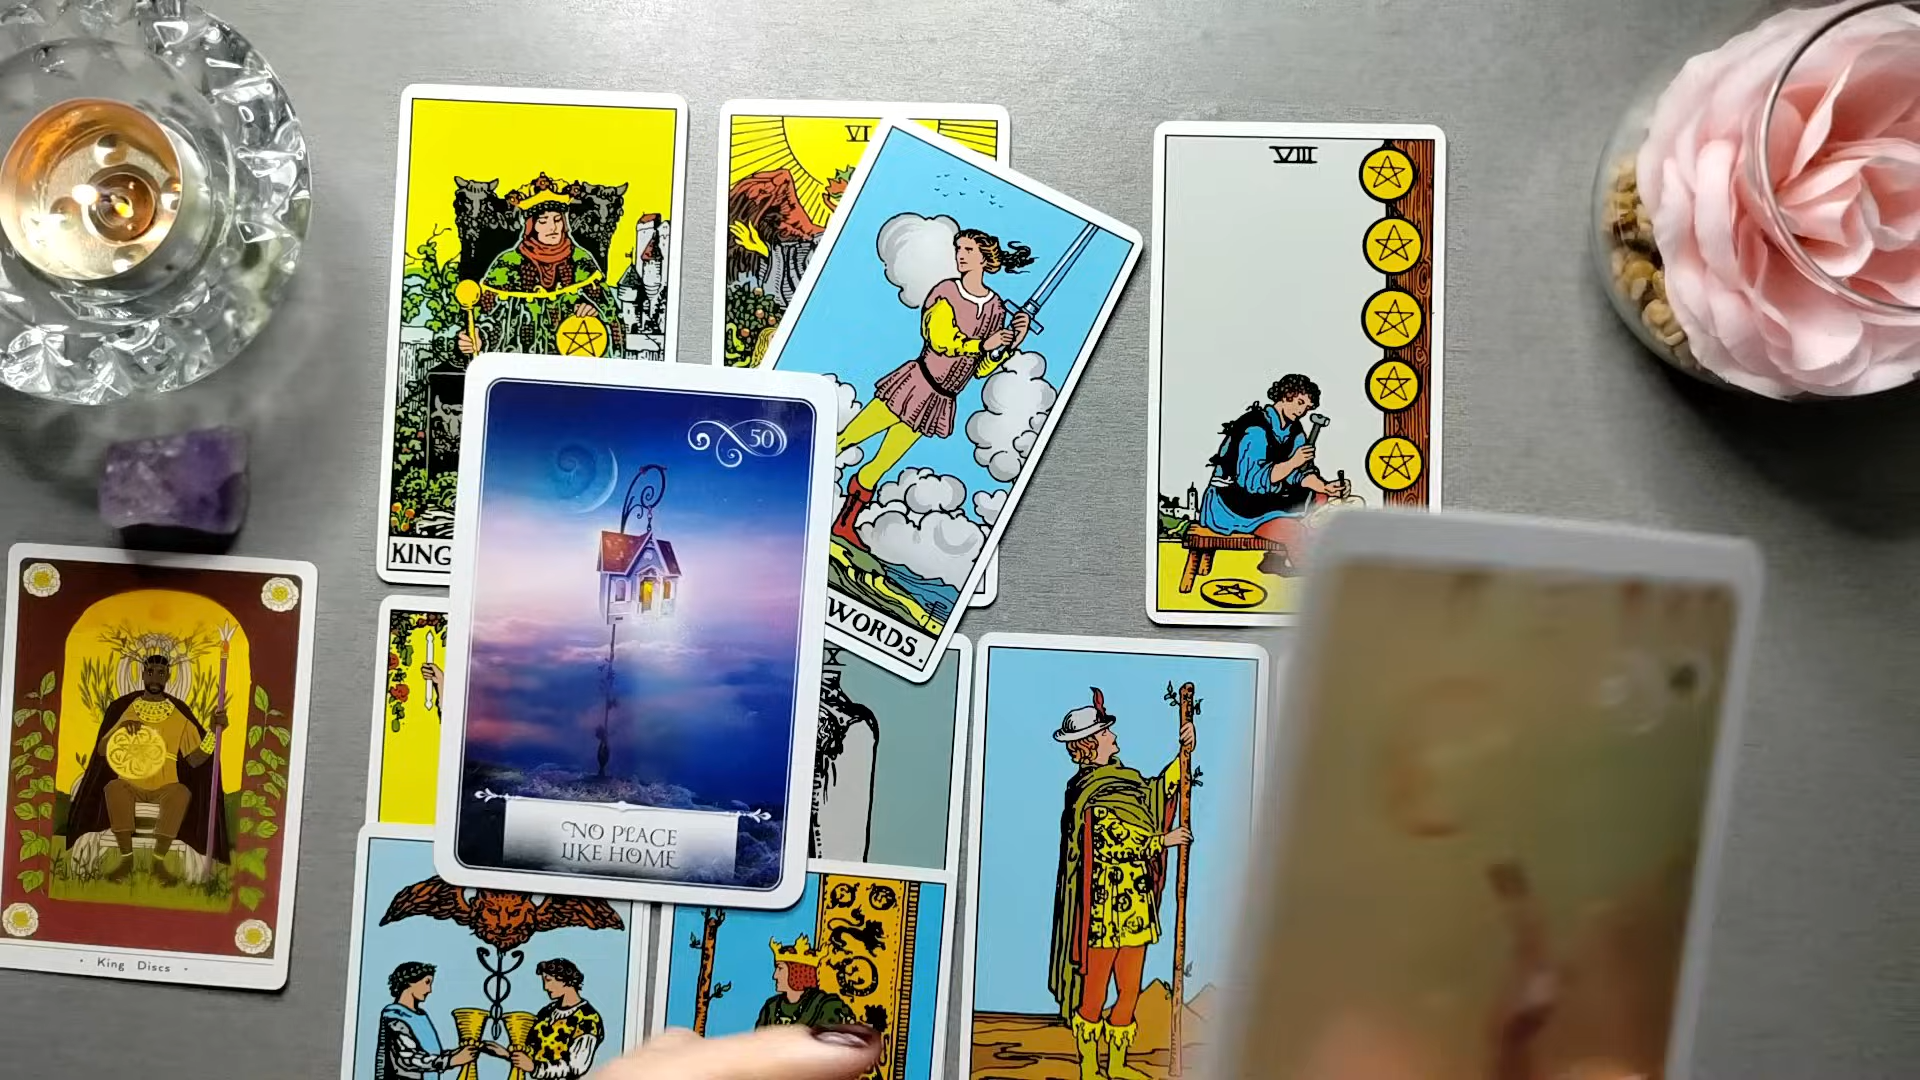 VI
VIII
KING
50
WORDS.
X
NO PLACE
LIKE HOME
· King Discs ·